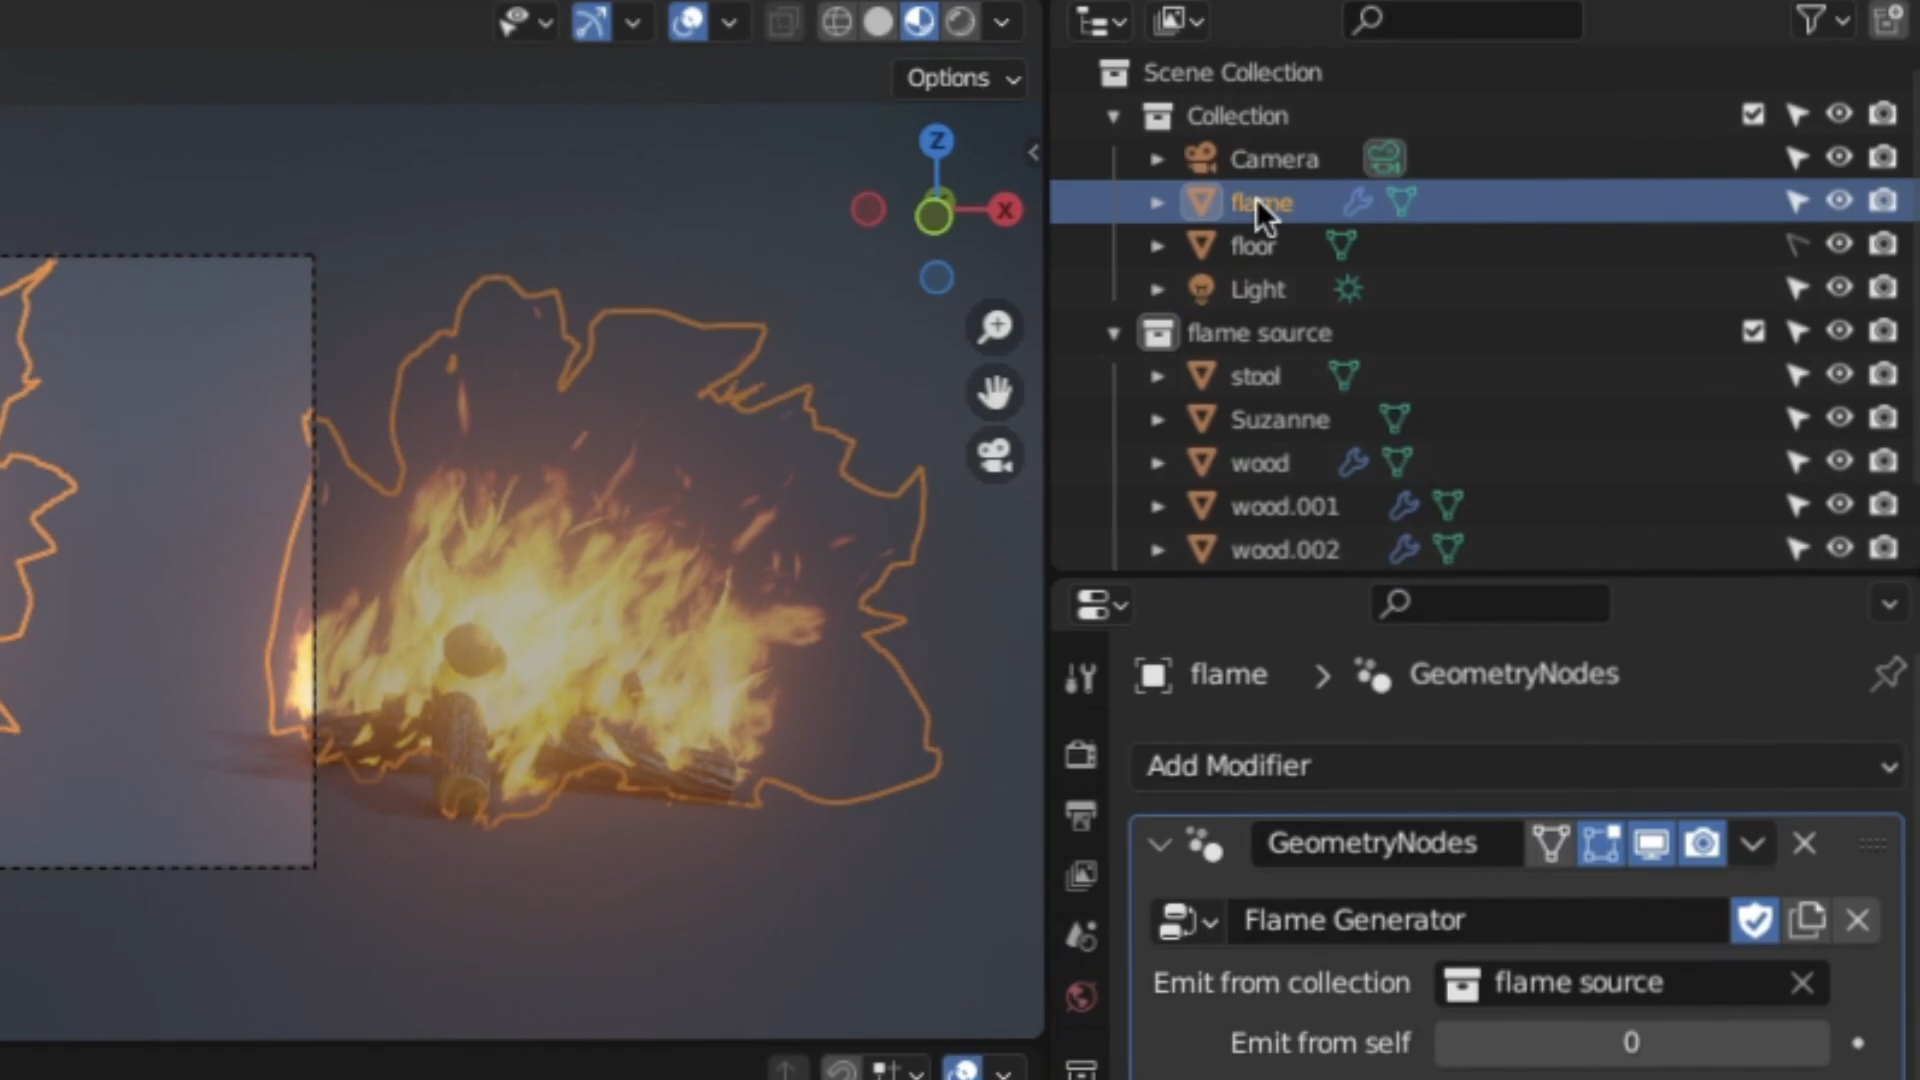 Options
Z
X
Scene Collection
Collection
Camera
flame
floor
Light
flame source
stool
Suzanne
wood
wood.001
wood.002
flame > GeometryNodes
Add Modifier
GeometryNodes
Flame Generator
Emit from collection flame source
Emit from self 0